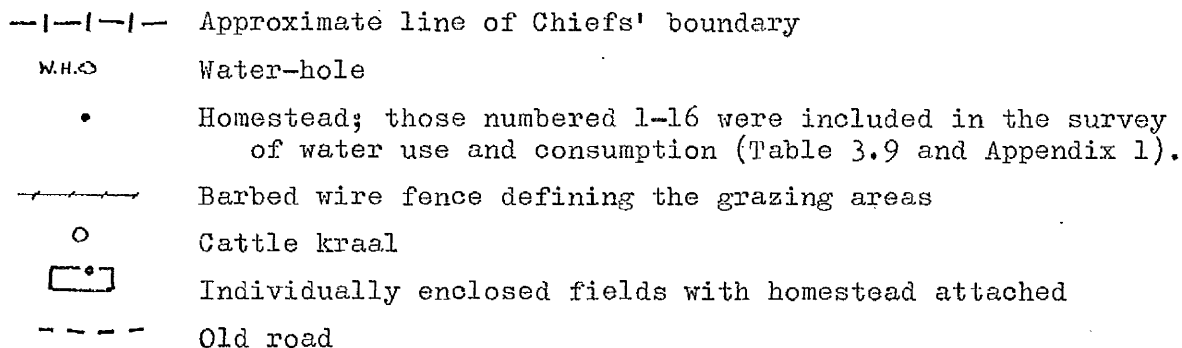 Approximate line of Chiefs' boundary
W.H. Water-hole
Homestead; those numbered 1-16 were included in the survey
of water use and consumption (Table 3.9 and Appendix 1).
Barbed wire fence defining the grazing areas
Cattle kraal
Individually enclosed fields with homestead attached
Old road